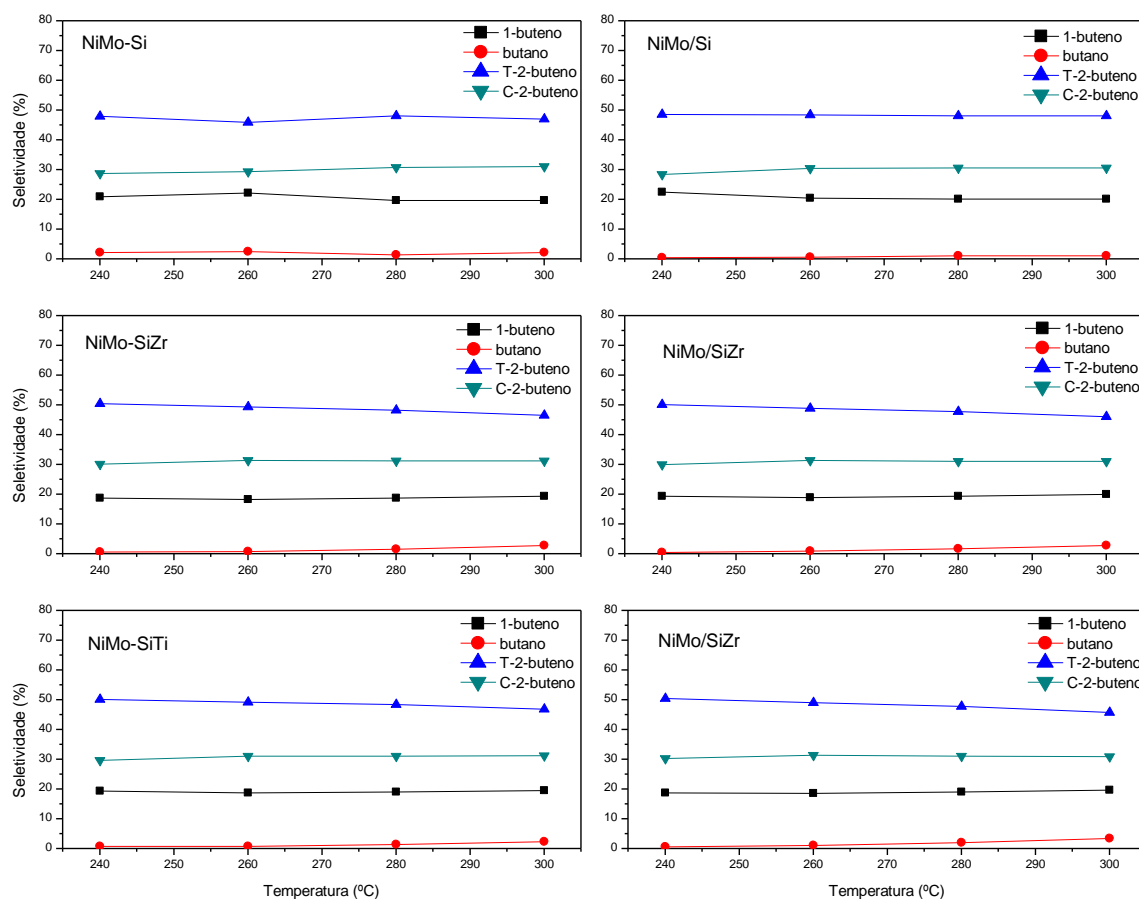 NiMo-Si
1-buteno
butano
T-2-buteno
C-2-buteno
Seletividade (%)
80
70
60
50
40
30
20
10
0
240 250 260 270 280 290 300
NiMo/Si
1-buteno
butano
T-2-buteno
C-2-buteno
80
70
60
50
40
30
20
10
0
240 250 260 270 280 290 300
NiMo-SiZr
1-buteno
butano
T-2-buteno
C-2-buteno
Seletividade (%)
80
70
60
50
40
30
20
10
0
240 250 260 270 280 290 300
NiMo/SiZr
1-buteno
butano
T-2-buteno
C-2-buteno
80
70
60
50
40
30
20
10
0
240 250 260 270 280 290 300
NiMo-SiTi
1-buteno
butano
T-2-buteno
C-2-buteno
Seletividade (%)
80
70
60
50
40
30
20
10
0
240 250 260 270 280 290 300
Temperatura (ºC)
NiMo/SiZr
1-buteno
butano
T-2-buteno
C-2-buteno
80
70
60
50
40
30
20
10
0
240 250 260 270 280 290 300
Temperatura (ºC)